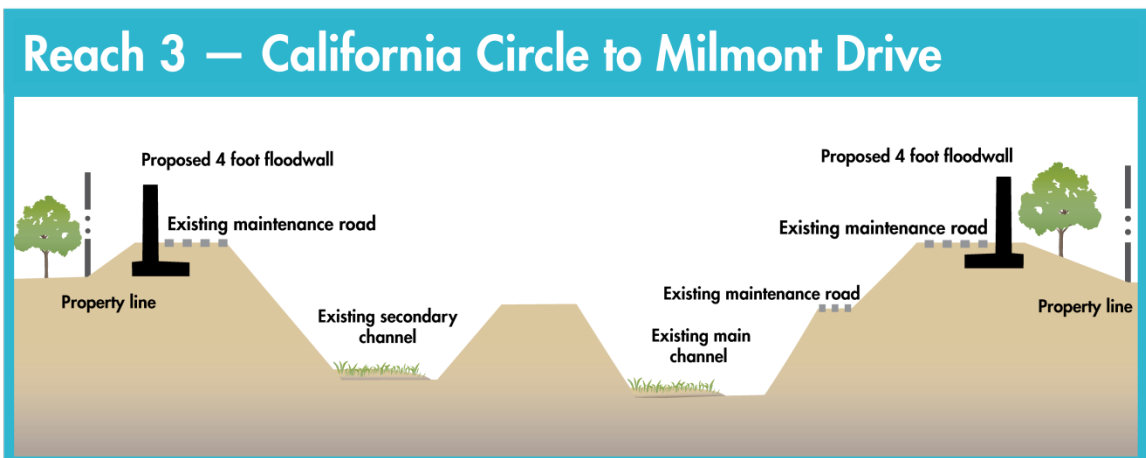 Reach 3 — California Circle to Milmont Drive
Proposed 4 foot floodwall
Proposed 4 foot floodwall
Existing maintenance road
Existing maintenance road
Property line
Existing maintenance road
Property line
Existing secondary
channel
Existing main
channel